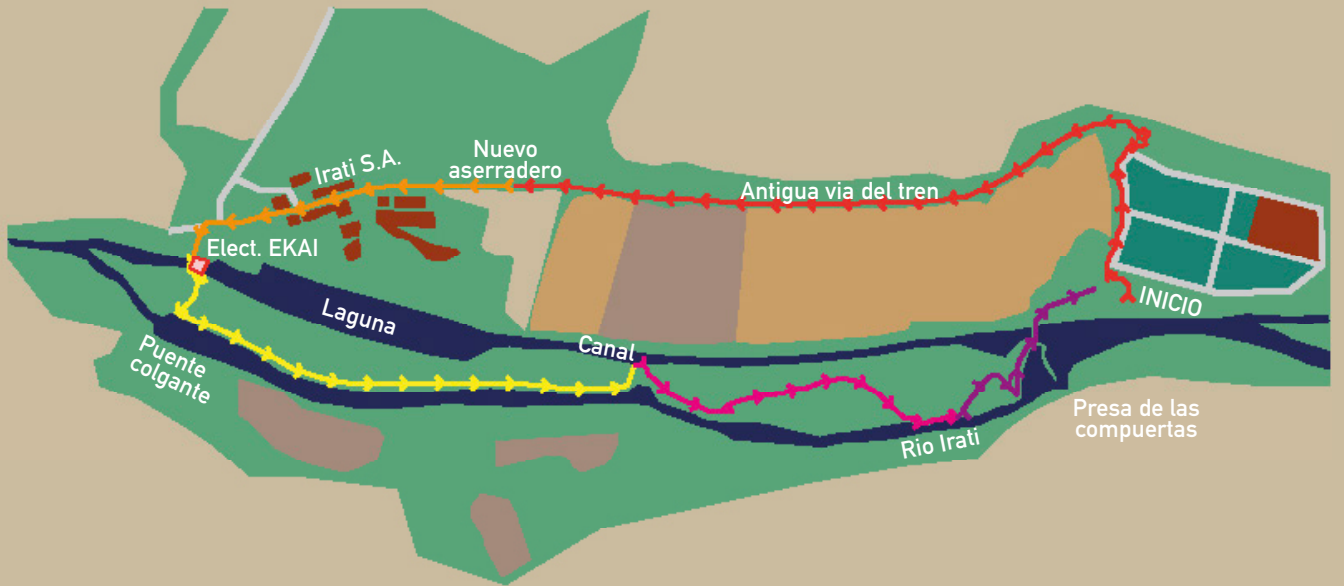 Nuevo
aserradero
Irati S.A.
Antigua via del tren
Elect. EKAI
INICIO
Laguna
Canal
Puente
colgante
Presa de las
compuertas
Rio Irati